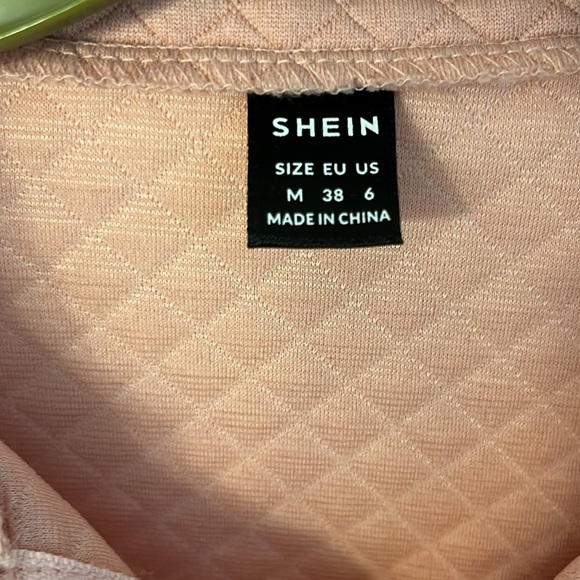 SHEIN
SIZE EU US
M 38 6
MADE IN CHINA